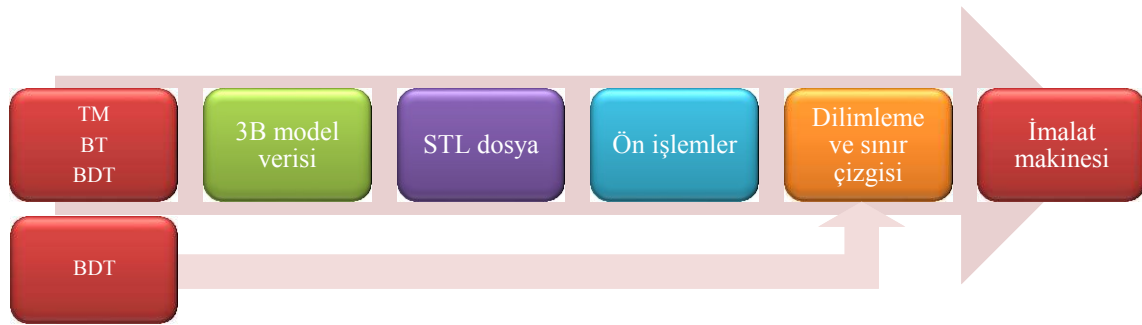 TM
BT
BDT
3B model
verisi
STL dosya
Ön işlemler
Dilimleme
ve sınır
çizgisi
İmalat
makinesi
BDT